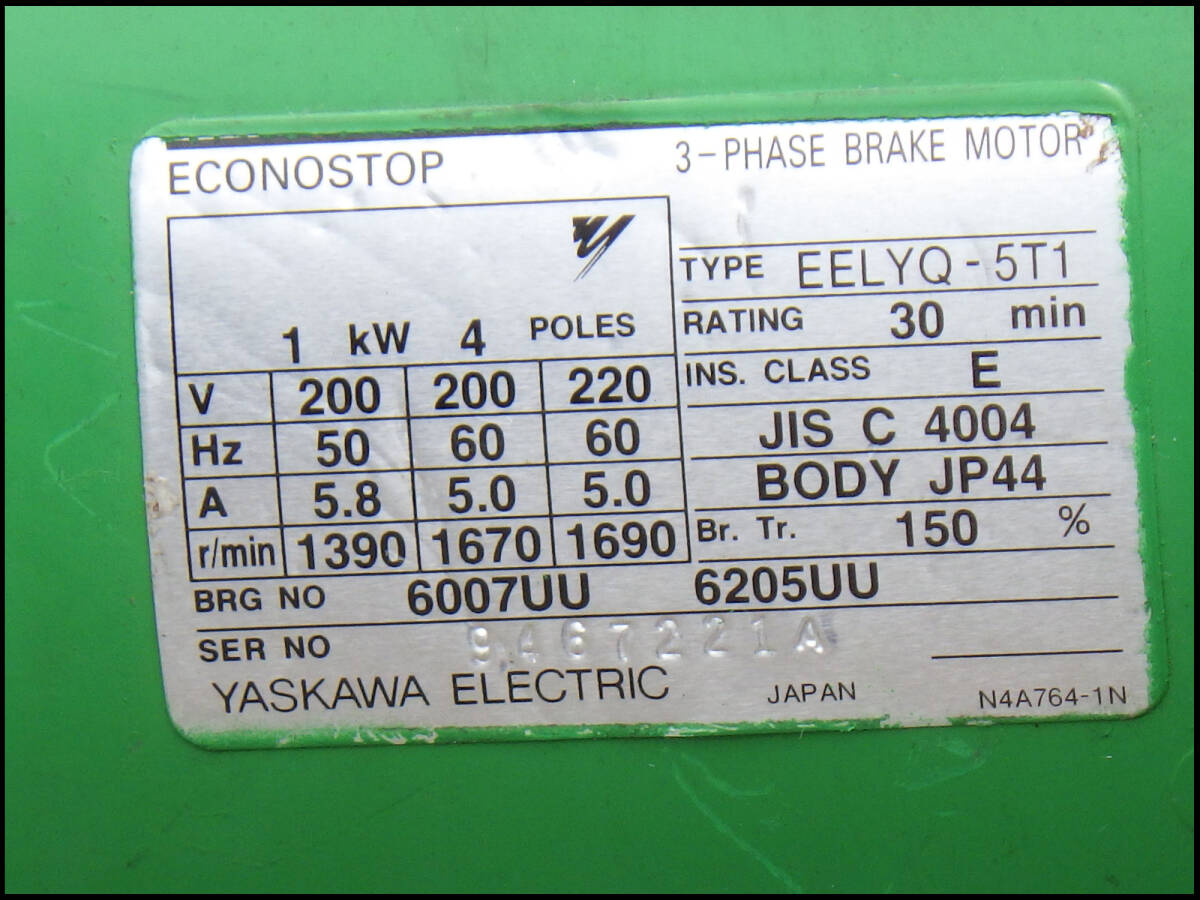 ECONOSTOP
3-PHASE BRAKE MOTOR
1 kW 4 POLES
V 200 200 220
Hz 50 60 60
A 5.8 5.0 5.0
r/min 1390 1670 1690
TYPE EELYQ-5T1
RATING 30 min
INS. CLASS E
JIS C 4004
BODY JP44
Br. Tr. 150 %
BRG NO 6007UU 6205UU
SER NO 9467221A
YASKAWA ELECTRIC JAPAN N4A764-1N